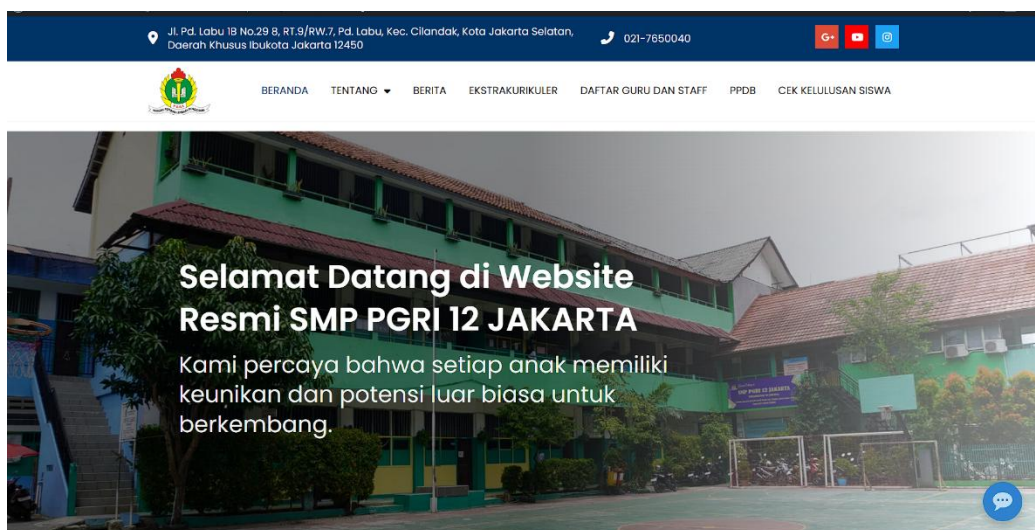 Jl. Pd. Labu 1B No.29 8, RT.9/RW.7, Pd. Labu, Kec. Cilandak, Kota Jakarta Selatan,
Daerah Khusus Ibukota Jakarta 12450
021-7650040
G+
BERANDA TENTANG BERITA EKSTRAKURIKULER DAFTAR GURU DAN STAFF PPDB CEK KELULUSAN SISWA
Selamat Datang di Website
Resmi SMP PGRI 12 JAKARTA
Kami percaya bahwa setiap anak memiliki
keunikan dan potensi luar biasa untuk
berkembang.
SMP PGRI 12 JAKARTA